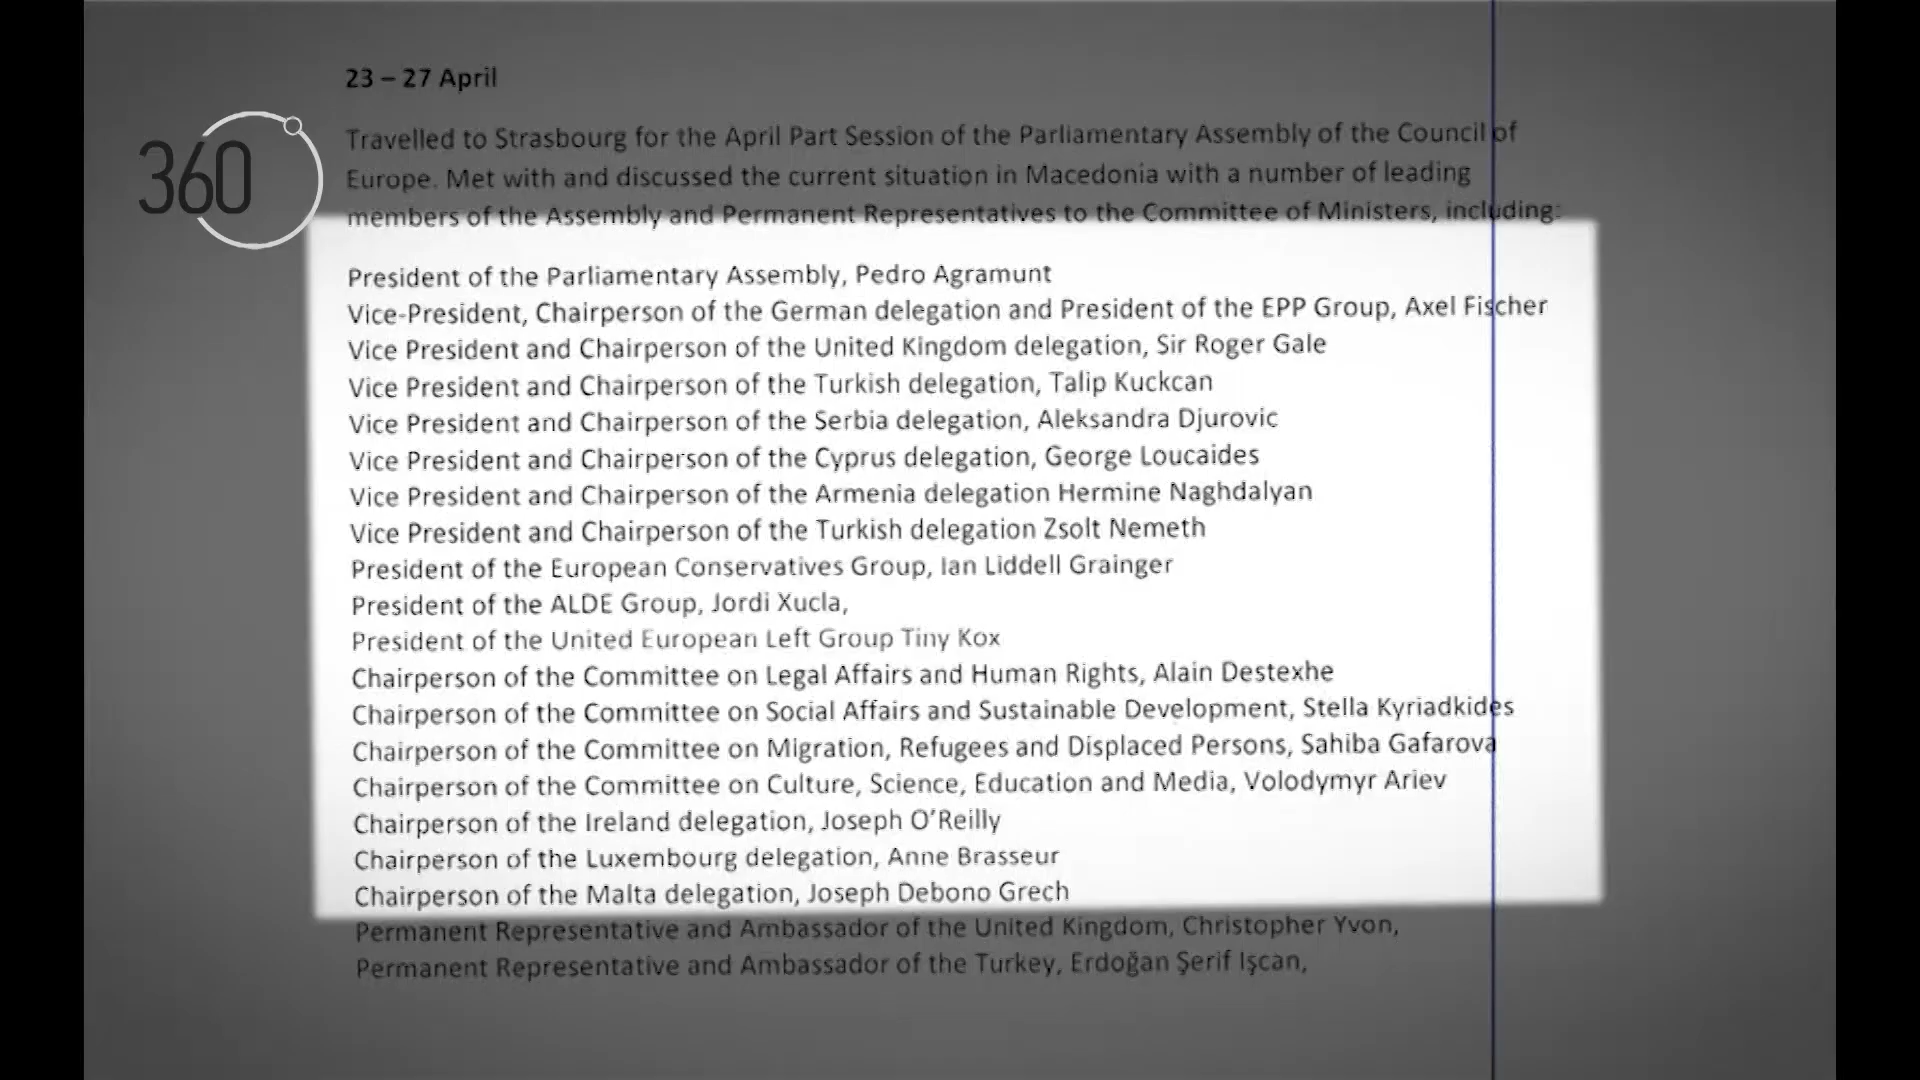 360
23 – 27 April
Travelled to Strasbourg for the April Part Session of the Parliamentary Assembly of the Council of
Europe. Met with and discussed the current situation in Macedonia with a number of leading
members of the Assembly and Permanent Representatives to the Committee of Ministers, including:
President of the Parliamentary Assembly, Pedro Agramunt
Vice-President, Chairperson of the German delegation and President of the EPP Group, Axel Fischer
Vice President and Chairperson of the United Kingdom delegation, Sir Roger Gale
Vice President and Chairperson of the Turkish delegation, Talip Kuckcan
Vice President and Chairperson of the Serbia delegation, Aleksandra Djurovic
Vice President and Chairperson of the Cyprus delegation, George Loucaides
Vice President and Chairperson of the Armenia delegation Hermine Naghdalyan
Vice President and Chairperson of the Turkish delegation Zsolt Nemeth
President of the European Conservatives Group, Ian Liddell Grainger
President of the ALDE Group, Jordi Xucla,
President of the United European Left Group Tiny Kox
Chairperson of the Committee on Legal Affairs and Human Rights, Alain Destexhe
Chairperson of the Committee on Social Affairs and Sustainable Development, Stella Kyriadkides
Chairperson of the Committee on Migration, Refugees and Displaced Persons, Sahiba Gafarova
Chairperson of the Committee on Culture, Science, Education and Media, Volodymyr Ariev
Chairperson of the Ireland delegation, Joseph O'Reilly
Chairperson of the Luxembourg delegation, Anne Brasseur
Chairperson of the Malta delegation, Joseph Debono Grech
Permanent Representative and Ambassador of the United Kingdom, Christopher Yvon,
Permanent Representative and Ambassador of the Turkey, Erdoğan Şerif Işcan,